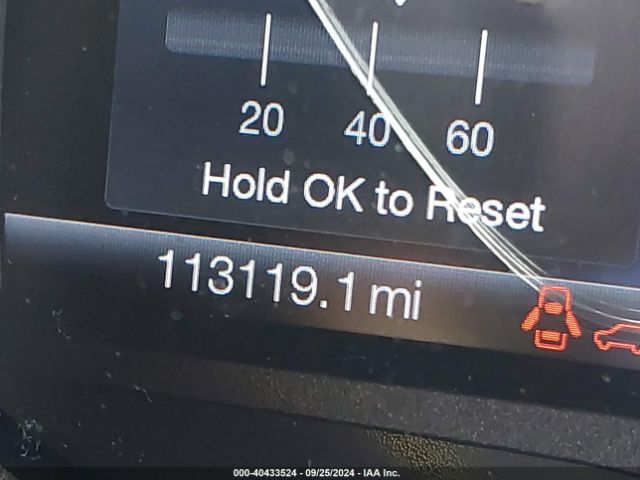 20 40 60
Hold OK to Reset
113119.1 mi
000-40433524 - 09/25/2024 - IAA Inc.